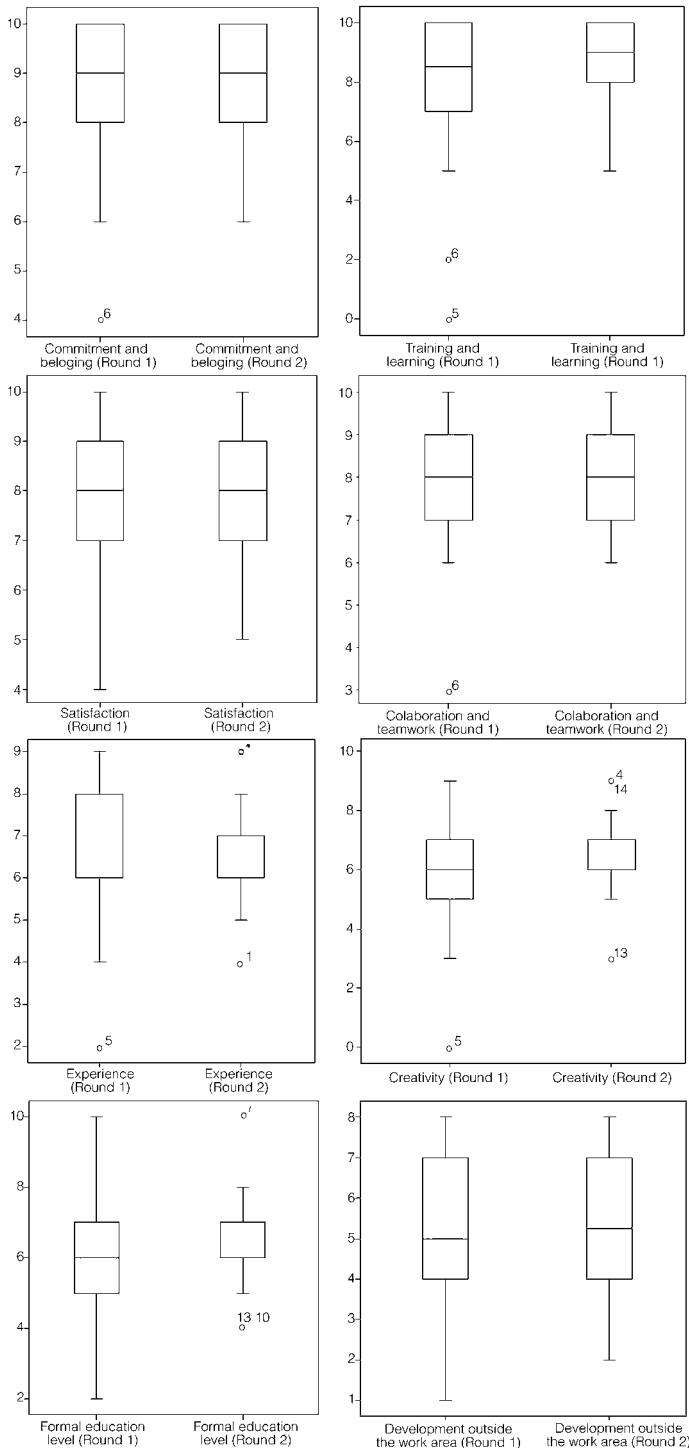 10
9
8
7
6
5
4
6
Commitment and
beloging (Round 1)
Commitment and
beloging (Round 2)
10
8
6
4
2
0
6
5
Training and
learning (Round 1)
Training and
learning (Round 1)
10
9
8
7
6
5
4
Satisfaction
(Round 1)
Satisfaction
(Round 2)
10
9
8
7
6
5
4
3
6
Colaboration and
teamwork (Round 1)
Colaboration and
teamwork (Round 2)
9
8
7
6
5
4
3
2
5
1
Experience
(Round 1)
Experience
(Round 2)
10
8
6
4
2
0
5
4
14
13
Creativity (Round 1)
Creativity (Round 2)
10
8
6
4
2
7
13 10
Formal education
level (Round 1)
Formal education
level (Round 2)
8
7
6
5
4
3
2
1
Development outside
the work area (Round 1)
Development outside
the work area (Round 2)